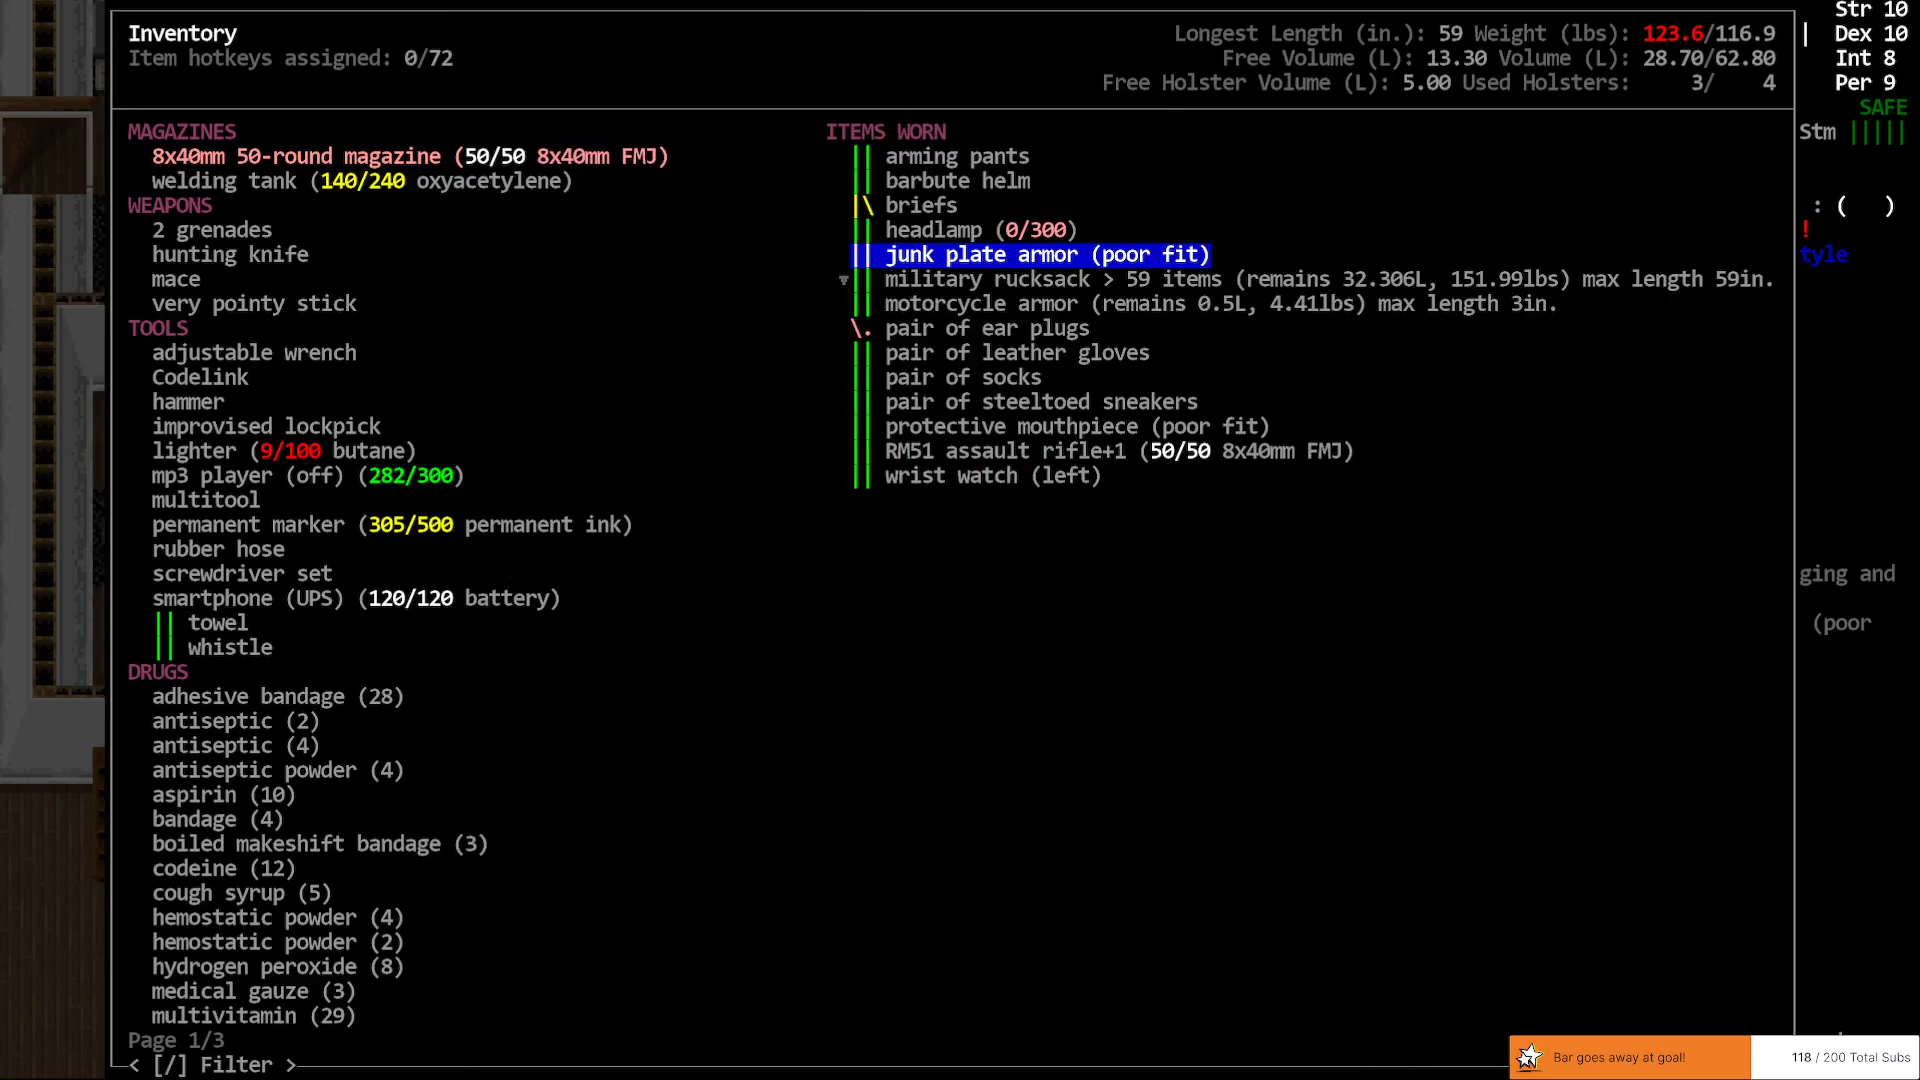 Inventory
Item hotkeys assigned: 0/72
Longest Length (in.): 59 Weight (lbs): 123.6/116.9
Free Volume (L): 13.30 Volume (L): 28.70/62.80
Free Holster Volume (L): 5.00 Used Holsters: 3/ 4
MAGAZINES
8x40mm 50-round magazine (50/50 8x40mm FMJ)
welding tank (140/240 oxyacetylene)
WEAPONS
2 grenades
hunting knife
mace
very pointy stick
TOOLS
adjustable wrench
Codelink
hammer
improvised lockpick
lighter (9/100 butane)
mp3 player (off) (282/300)
multitool
permanent marker (305/500 permanent ink)
rubber hose
screwdriver set
smartphone (UPS) (120/120 battery)
|| towel
|| whistle
DRUGS
adhesive bandage (28)
antiseptic (2)
antiseptic (4)
antiseptic powder (4)
aspirin (10)
bandage (4)
boiled makeshift bandage (3)
codeine (12)
cough syrup (5)
hemostatic powder (4)
hemostatic powder (2)
hydrogen peroxide (8)
medical gauze (3)
multivitamin (29)
Page 1/3
< [/] Filter >
ITEMS WORN
|| arming pants
|| barbute helm
|\ briefs
|| headlamp (0/300)
|| junk plate armor (poor fit)
▼|| military rucksack > 59 items (remains 32.306L, 151.99lbs) max length 59in.
|| motorcycle armor (remains 0.5L, 4.41lbs) max length 3in.
\. pair of ear plugs
|| pair of leather gloves
|| pair of socks
|| pair of steeltoed sneakers
|| protective mouthpiece (poor fit)
|| RM51 assault rifle+1 (50/50 8x40mm FMJ)
|| wrist watch (left)
Str 10
| Dex 10
Int 8
Per 9
SAFE
Stm |||||
: ( )
!
tyle
ging and
(poor
Bar goes away at goal!
118 / 200 Total Subs